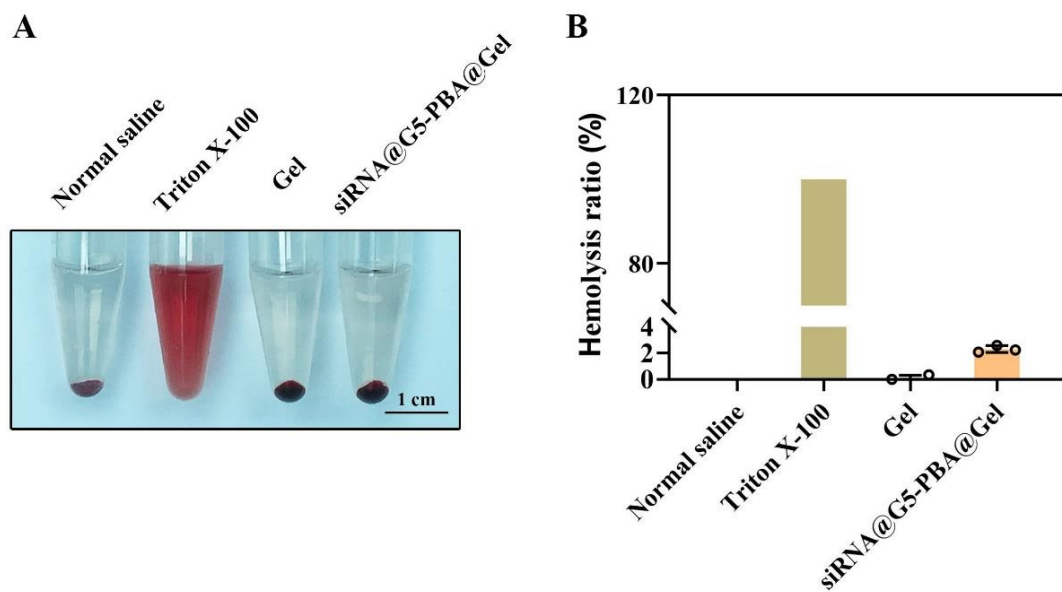 A
Normal saline
Triton X-100
Gel
siRNA@G5-PBA@Gel
1 cm
B
Hemolysis ratio (%)
120
80
4
2
0
Normal saline
Triton X-100
Gel
siRNA@G5-PBA@Gel